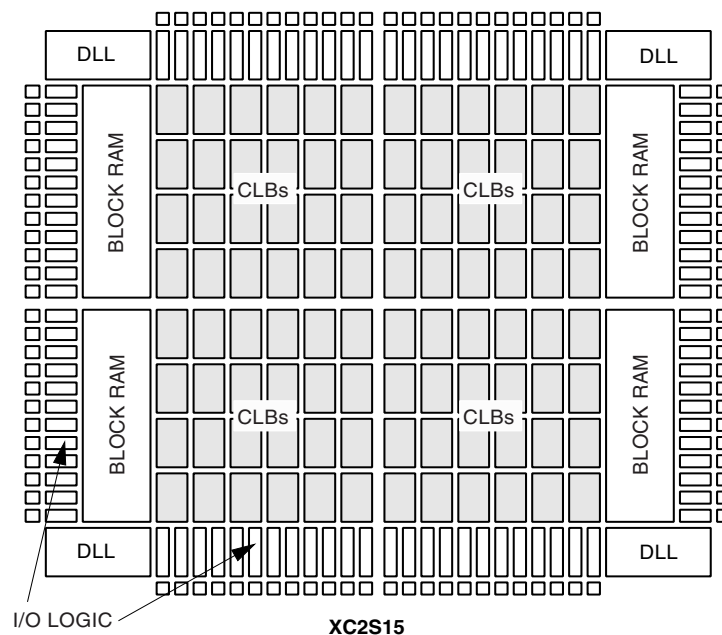 DLL
DLL
BLOCK RAM
CLBs
CLBs
BLOCK RAM
BLOCK RAM
CLBs
CLBs
BLOCK RAM
DLL
DLL
I/O LOGIC
XC2S15